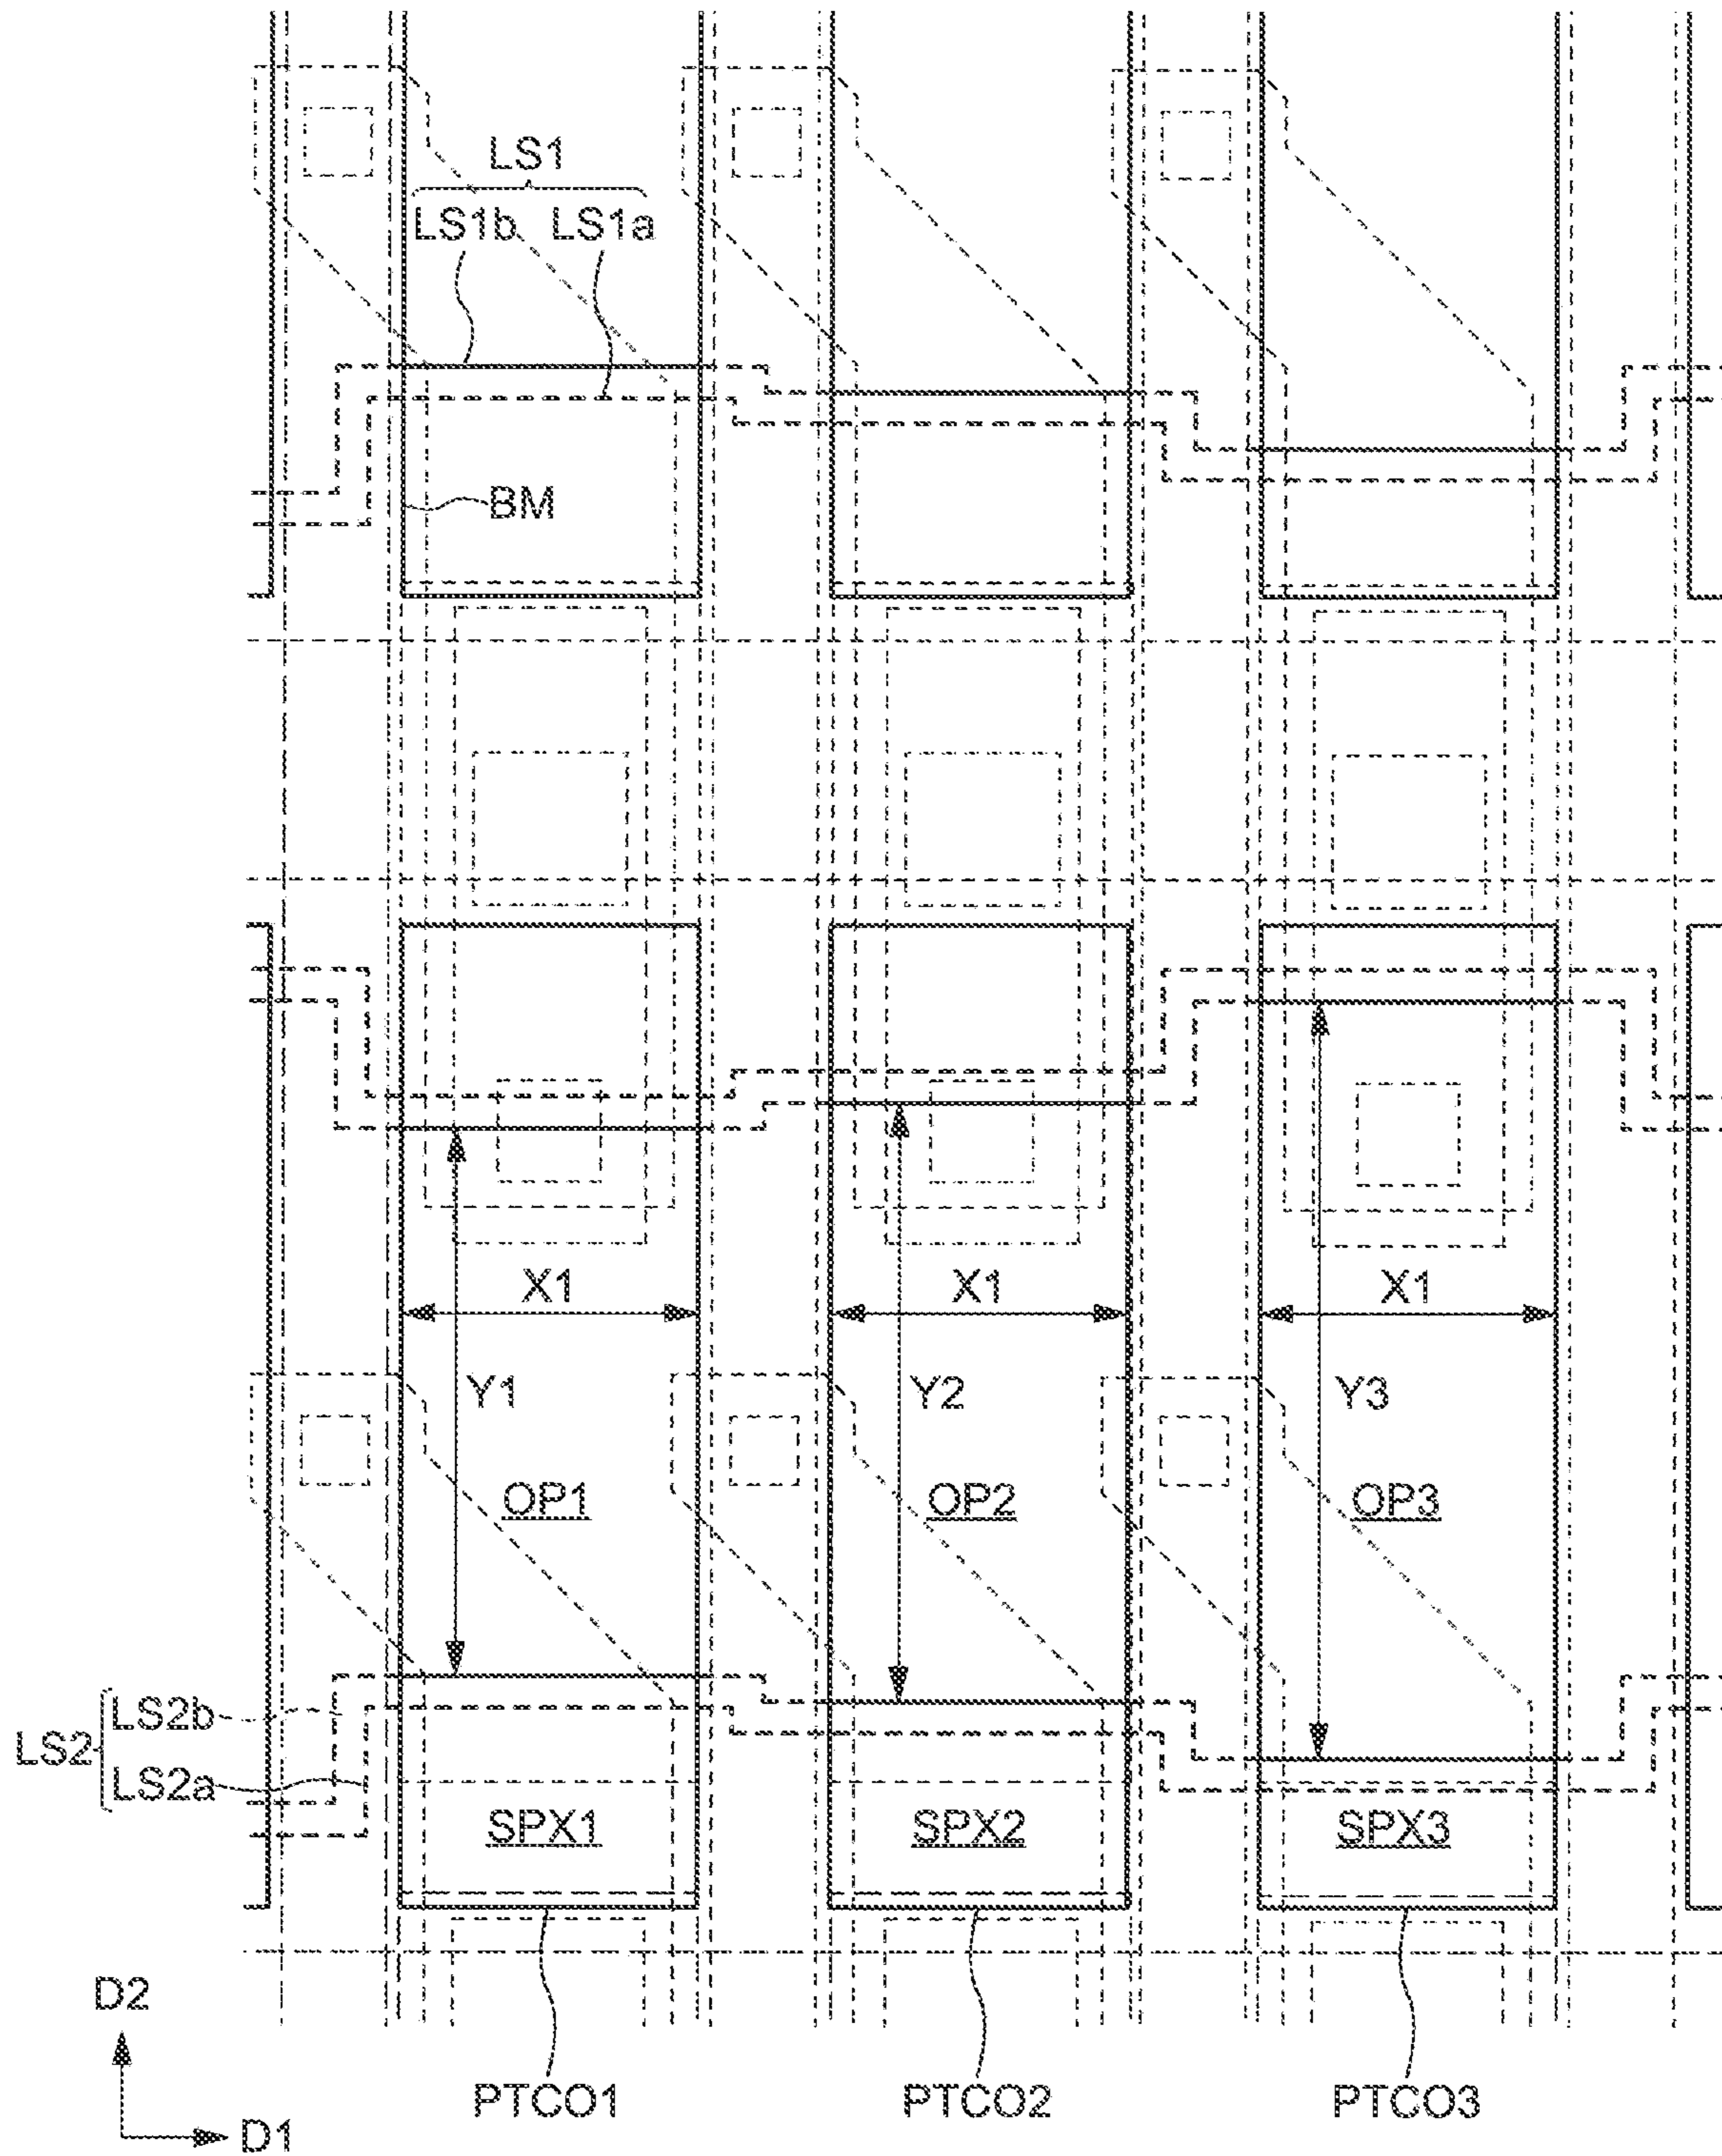 LS1
LS1b LS1a
BM
X1 X1 X1
Y1 Y2 Y3
OP1 OP2 OP3
LS2b
LS2
LS2a
SPX1 SPX2 SPX3
D2
PTCO1 PTCO2 PTCO3
D1